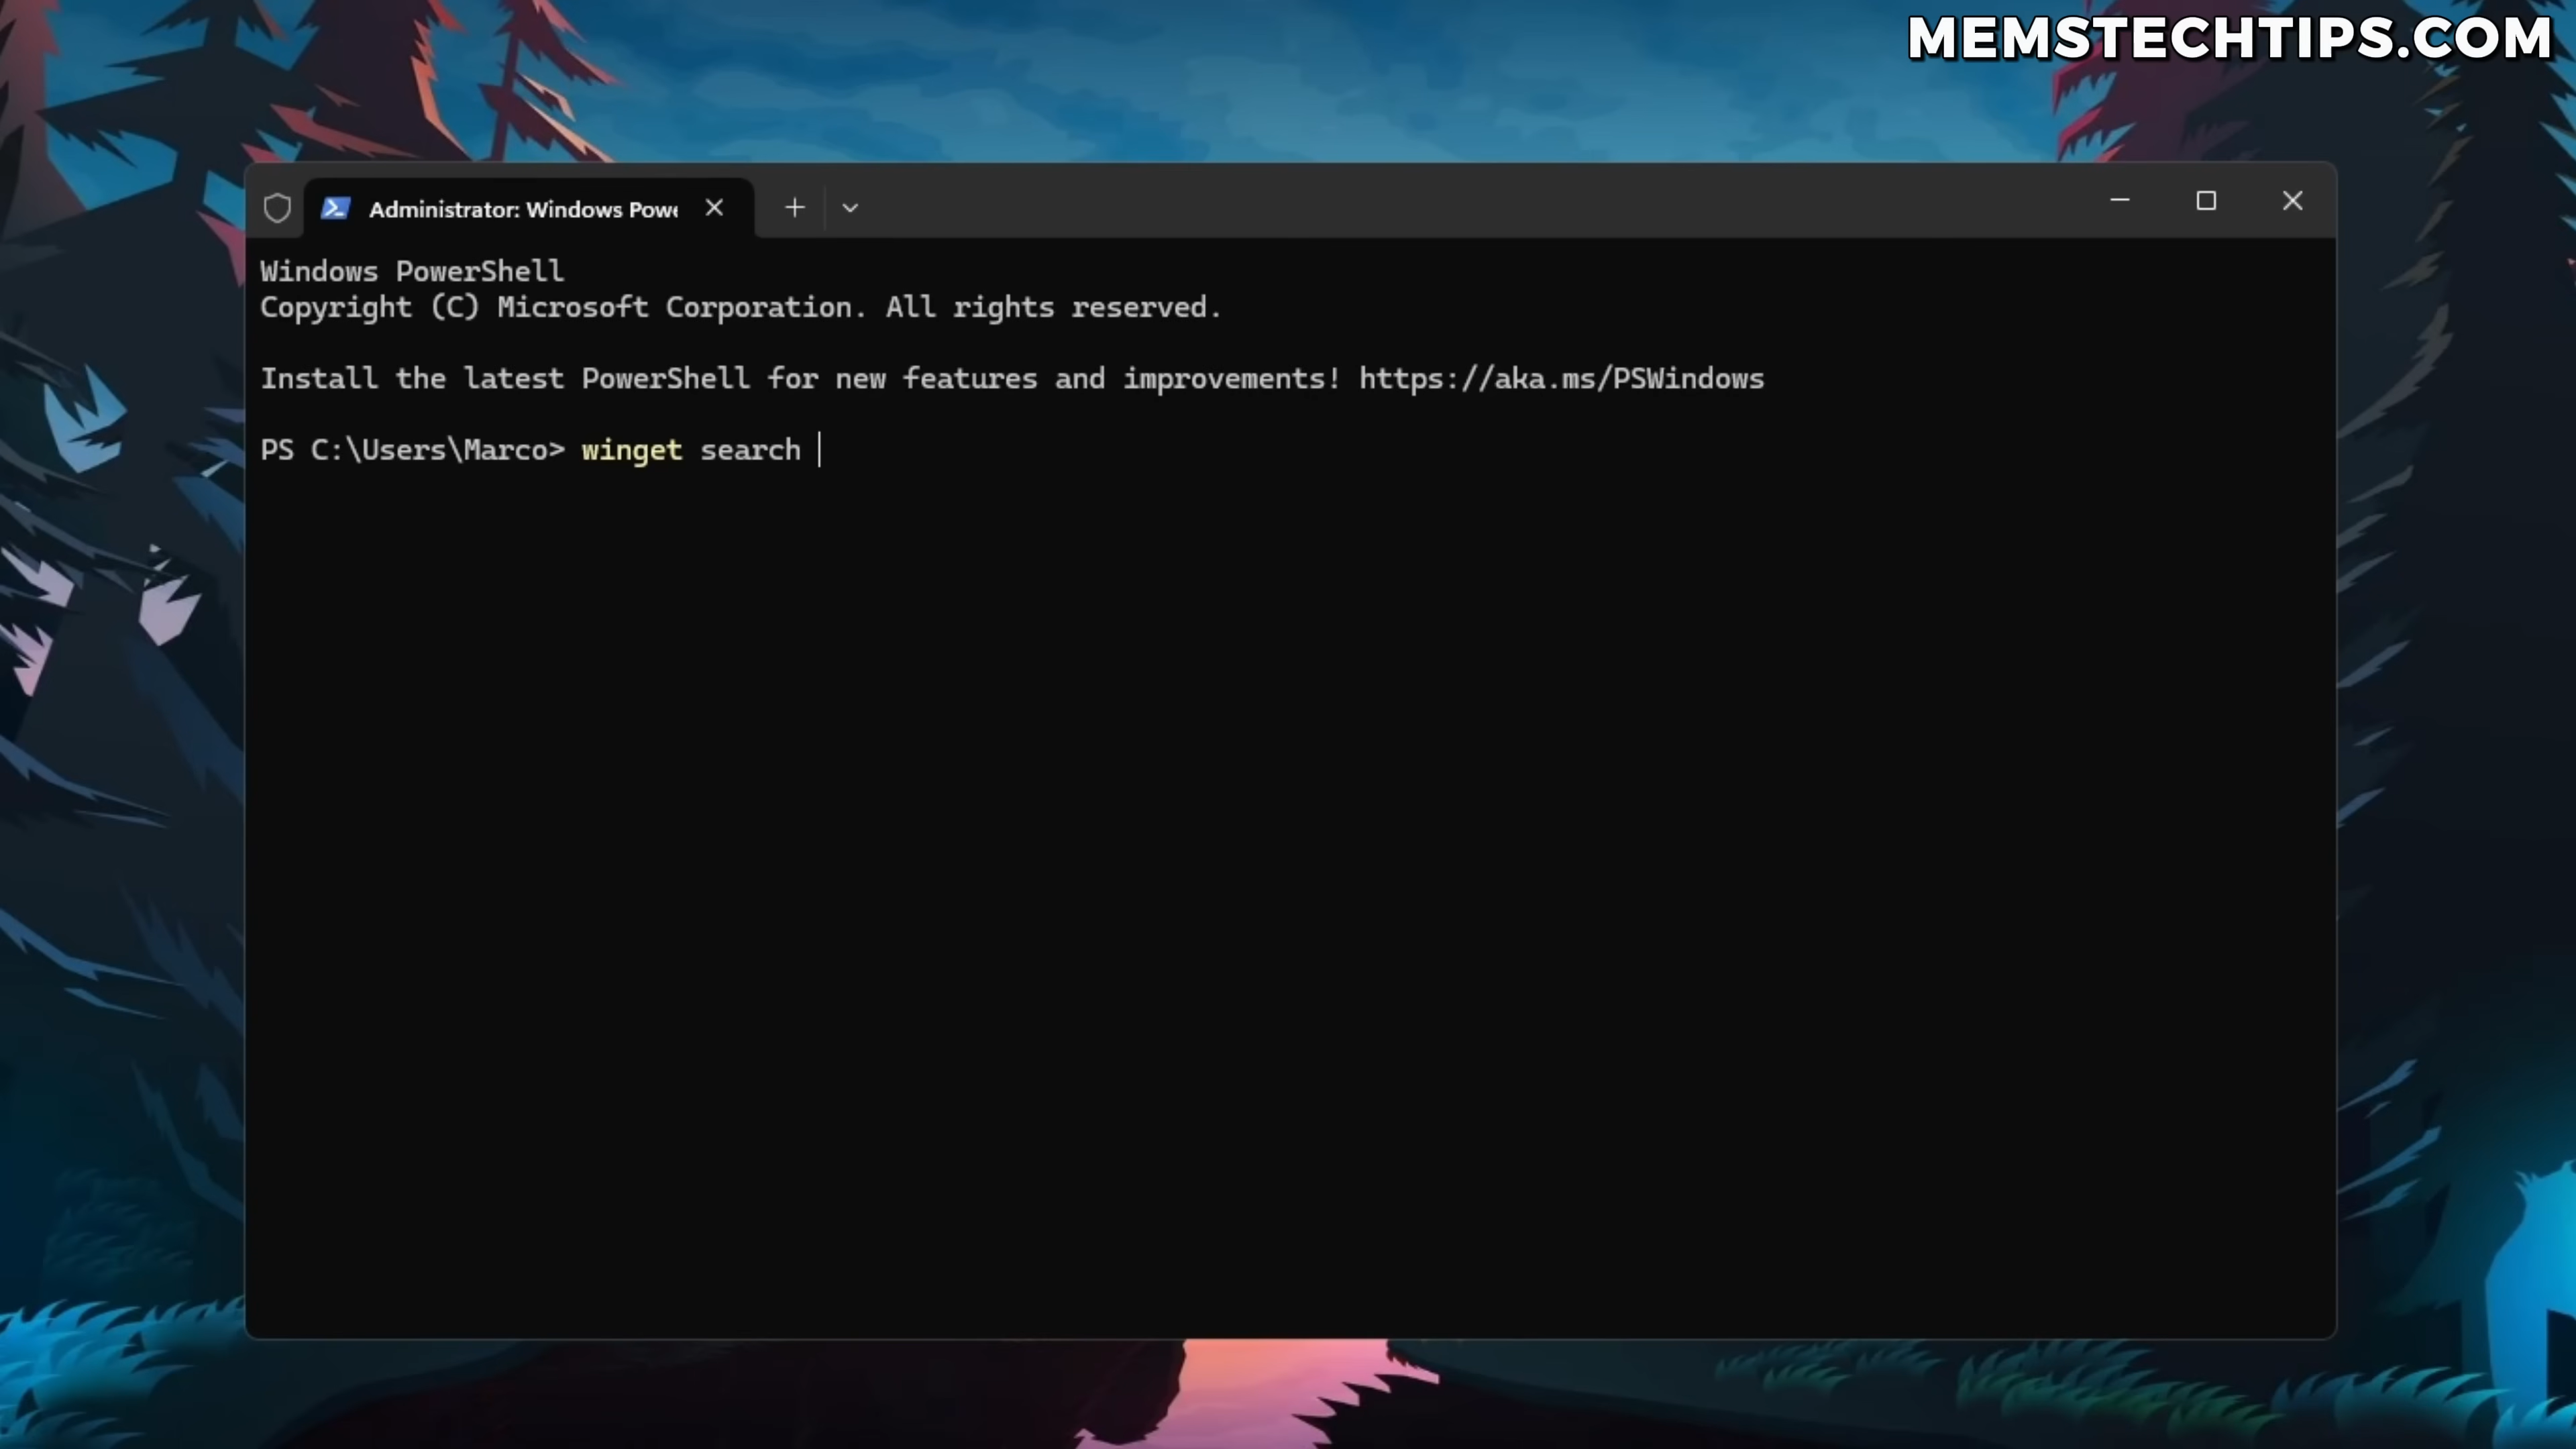 MEMSTECHTIPS.COM
Administrator: Windows Powe
Windows PowerShell
Copyright (C) Microsoft Corporation. All rights reserved.
Install the latest PowerShell for new features and improvements! https://aka.ms/PSWindows
PS C:\Users\Marco> winget search